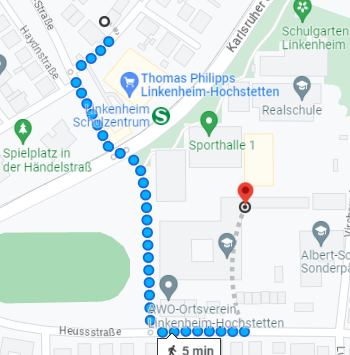 Haydnstraße
Straße
Karlsruher S
Schulgarten
Linkenheim
Thomas Philipps
Linkenheim-Hochstetten
Linkenheim
Schulzentrum
S
Realschule
Spielplatz in
der Händelstraß
Sporthalle 1
Albert-Sc
Sonderpä
AWO-Ortsverein
Linkenheim-Hochstetten
Heussstraße
5 min